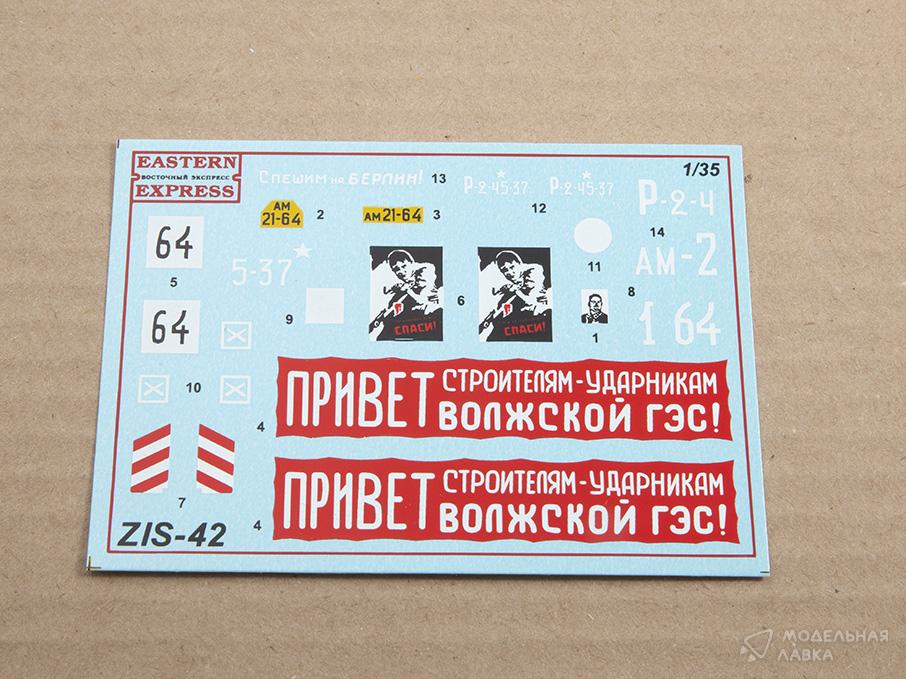 EASTERN
ВОСТОЧНЫЙ ЭКСПРЕСС
EXPRESS
Спешим на БЕРЛИН! 13
Р-2-45-37
Р-2-45-37
12
1/35
Р-2-4
14
АМ
21-64
2
АМ 21-64 3
64
5
5-37
АМ-2
11
6
СПАСИ!
СПАСИ!
8
9
1 64
1
64
10
4
ПРИВЕТ СТРОИТЕЛЯМ-УДАРНИКАМ
ВОЛЖСКОЙ ГЭС!
7
4
ПРИВЕТ СТРОИТЕЛЯМ-УДАРНИКАМ
ВОЛЖСКОЙ ГЭС!
ZIS-42
МОДЕЛЬНАЯ
ЛАВКА